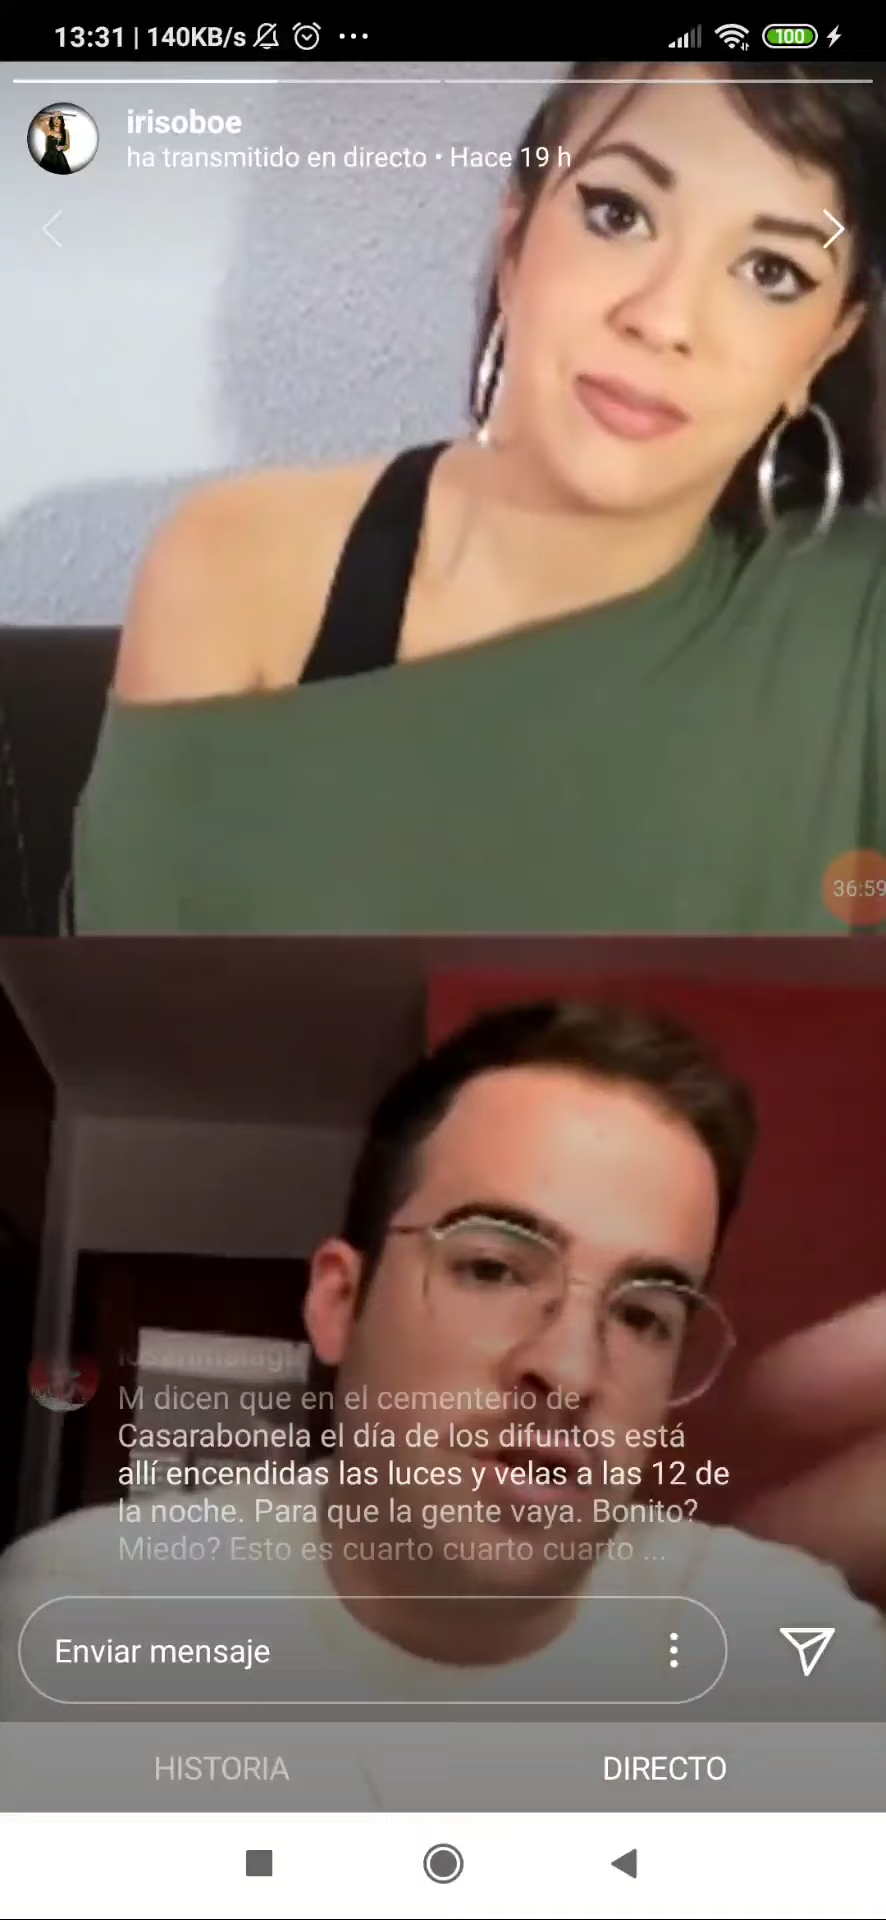 13:31 | 140KB/s
100
irisoboe
ha transmitido en directo • Hace 19 h
36:59
M dicen que en el cementerio de
Casarabonela el día de los difuntos está
allí encendidas las luces y velas a las 12 de
la noche. Para que la gente vaya. Bonito?
Miedo? Esto es cuarto cuarto cuarto ...
Enviar mensaje
HISTORIA
DIRECTO